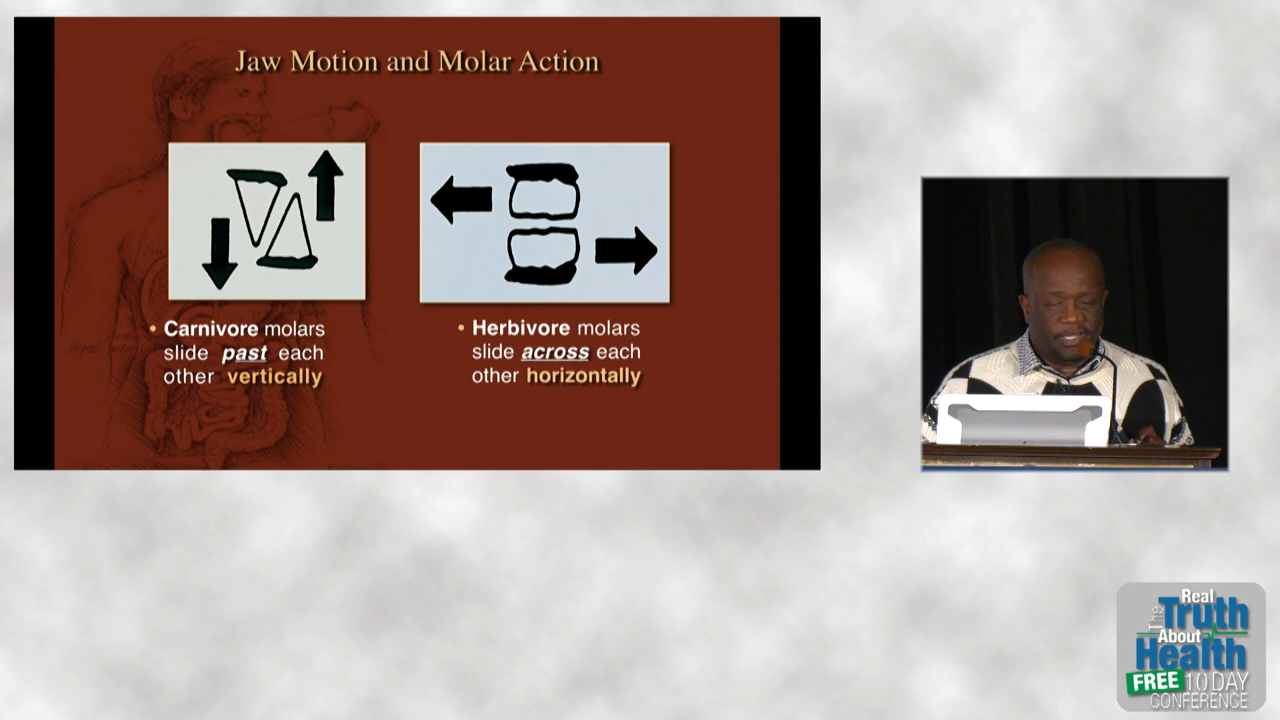 Jaw Motion and Molar Action
• Carnivore molars
slide past each
other vertically
• Herbivore molars
slide across each
other horizontally
The Real
Truth
About
Health
FREE 10 DAY
CONFERENCE